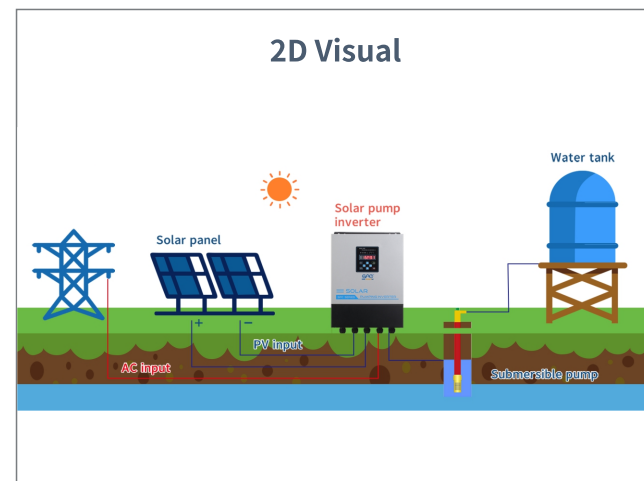 2D Visual
Water tank
Solar pump
inverter
Solar panel
+
−
PV input
AC input
Submersible pump